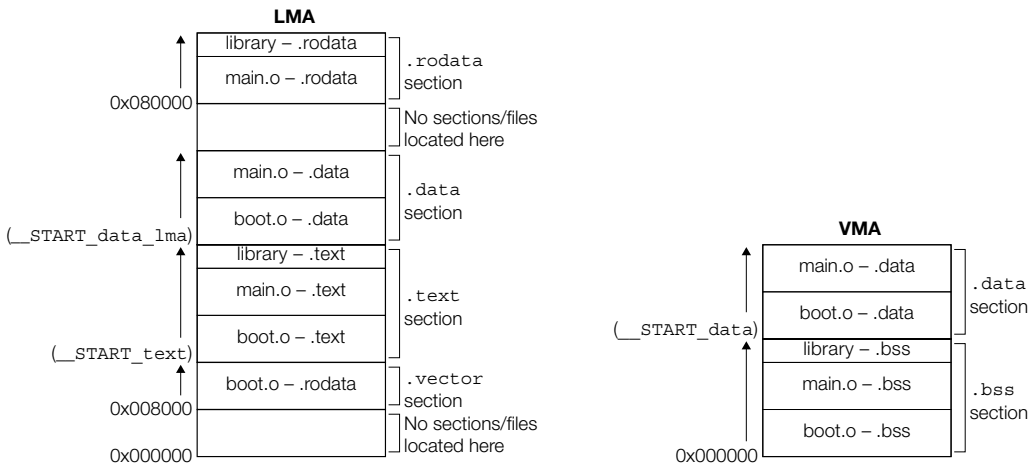 LMA
library – .rodata
main.o – .rodata
.rodata
section
0x080000
No sections/files
located here
main.o – .data
boot.o – .data
.data
section
(__START_data_lma)
library – .text
main.o – .text
boot.o – .text
.text
section
(__START_text)
boot.o – .rodata
.vector
section
0x008000
No sections/files
located here
0x000000
VMA
main.o – .data
boot.o – .data
.data
section
(__START_data)
library – .bss
main.o – .bss
boot.o – .bss
.bss
section
0x000000